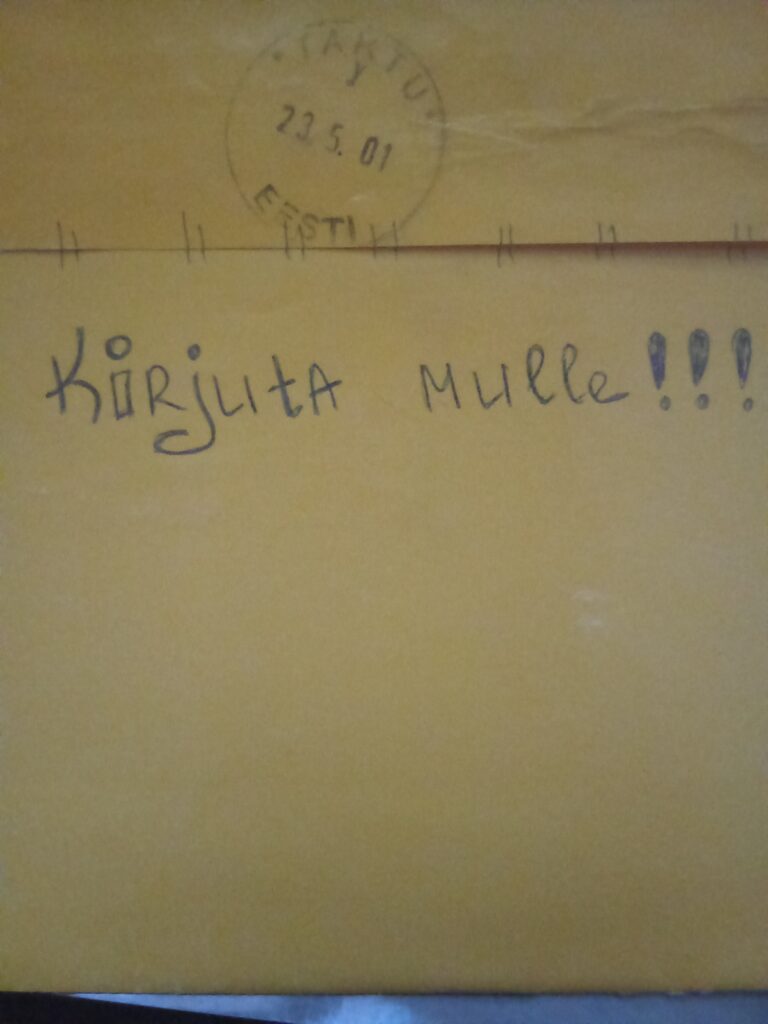 TARTU
Y
23.5.01
EESTI
Kirjuta mulle!!!